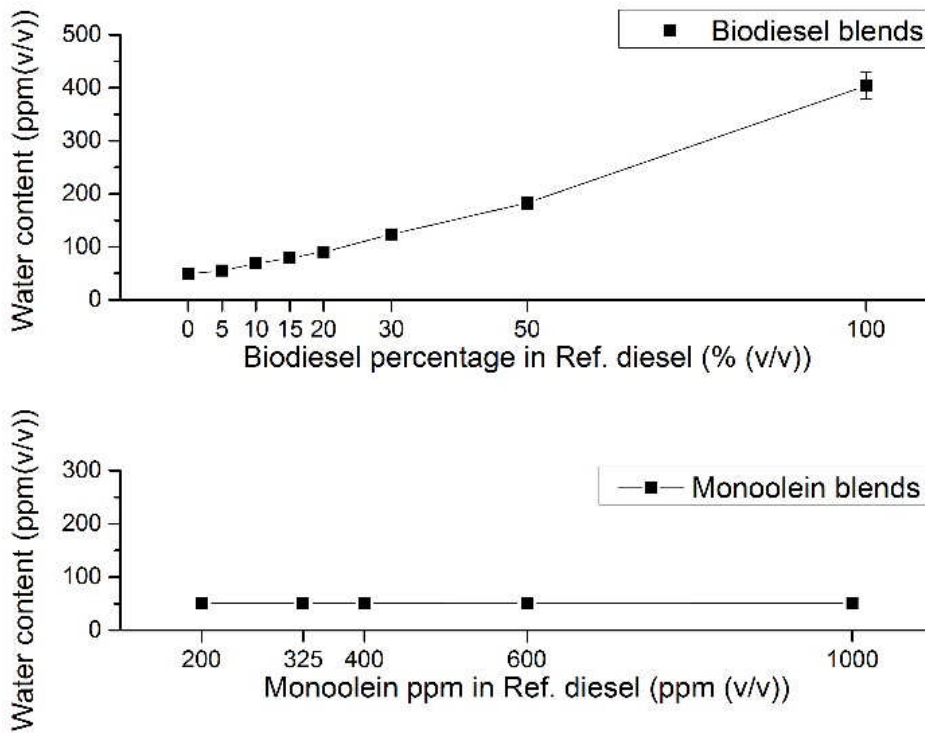 Water content (ppm(v/v))
500
400
300
200
100
0
Biodiesel blends
0 5 10 15 20 30 50 100
Biodiesel percentage in Ref. diesel (% (v/v))
Water content (ppm(v/v))
300
200
100
0
Monoolein blends
200 325 400 600 1000
Monoolein ppm in Ref. diesel (ppm (v/v))